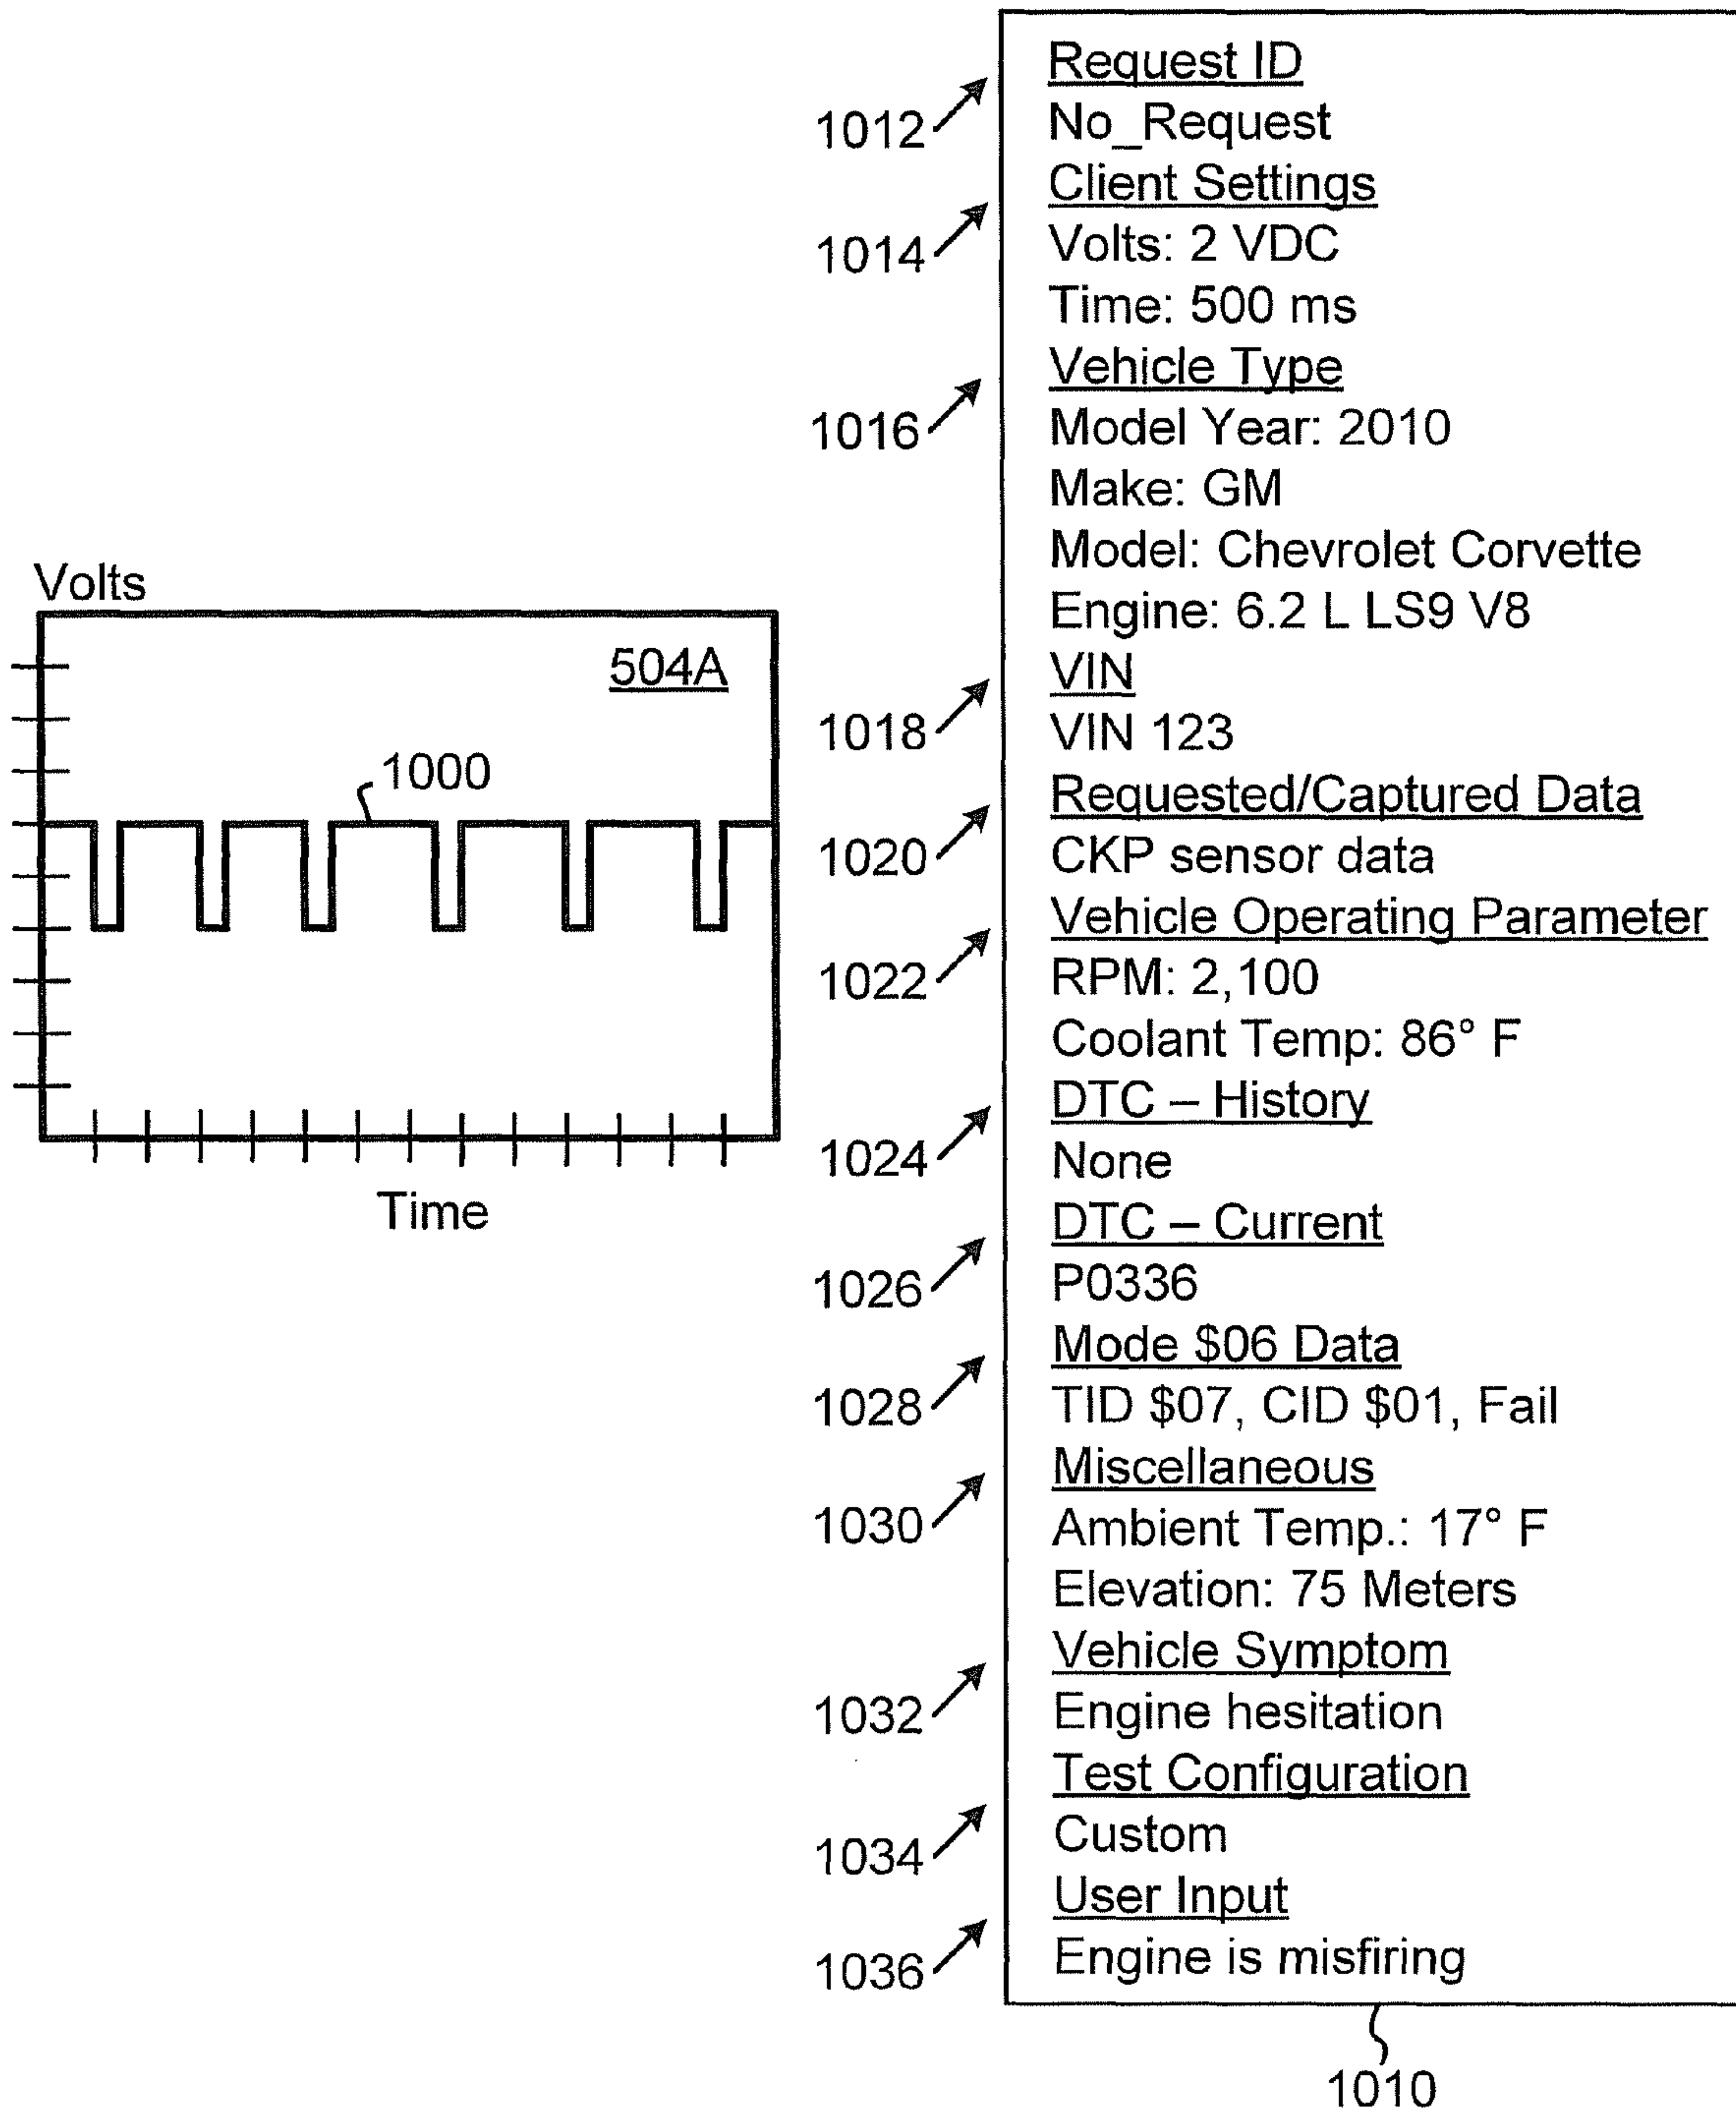 Volts
504A
1000
Time
1012
1014
1016
1018
1020
1022
1024
1026
1028
1030
1032
1034
1036
Request ID
No_Request
Client Settings
Volts: 2 VDC
Time: 500 ms
Vehicle Type
Model Year: 2010
Make: GM
Model: Chevrolet Corvette
Engine: 6.2 L LS9 V8
VIN
VIN 123
Requested/Captured Data
CKP sensor data
Vehicle Operating Parameter
RPM: 2,100
Coolant Temp: 86° F
DTC – History
None
DTC – Current
P0336
Mode $06 Data
TID $07, CID $01, Fail
Miscellaneous
Ambient Temp.: 17° F
Elevation: 75 Meters
Vehicle Symptom
Engine hesitation
Test Configuration
Custom
User Input
Engine is misfiring
1010